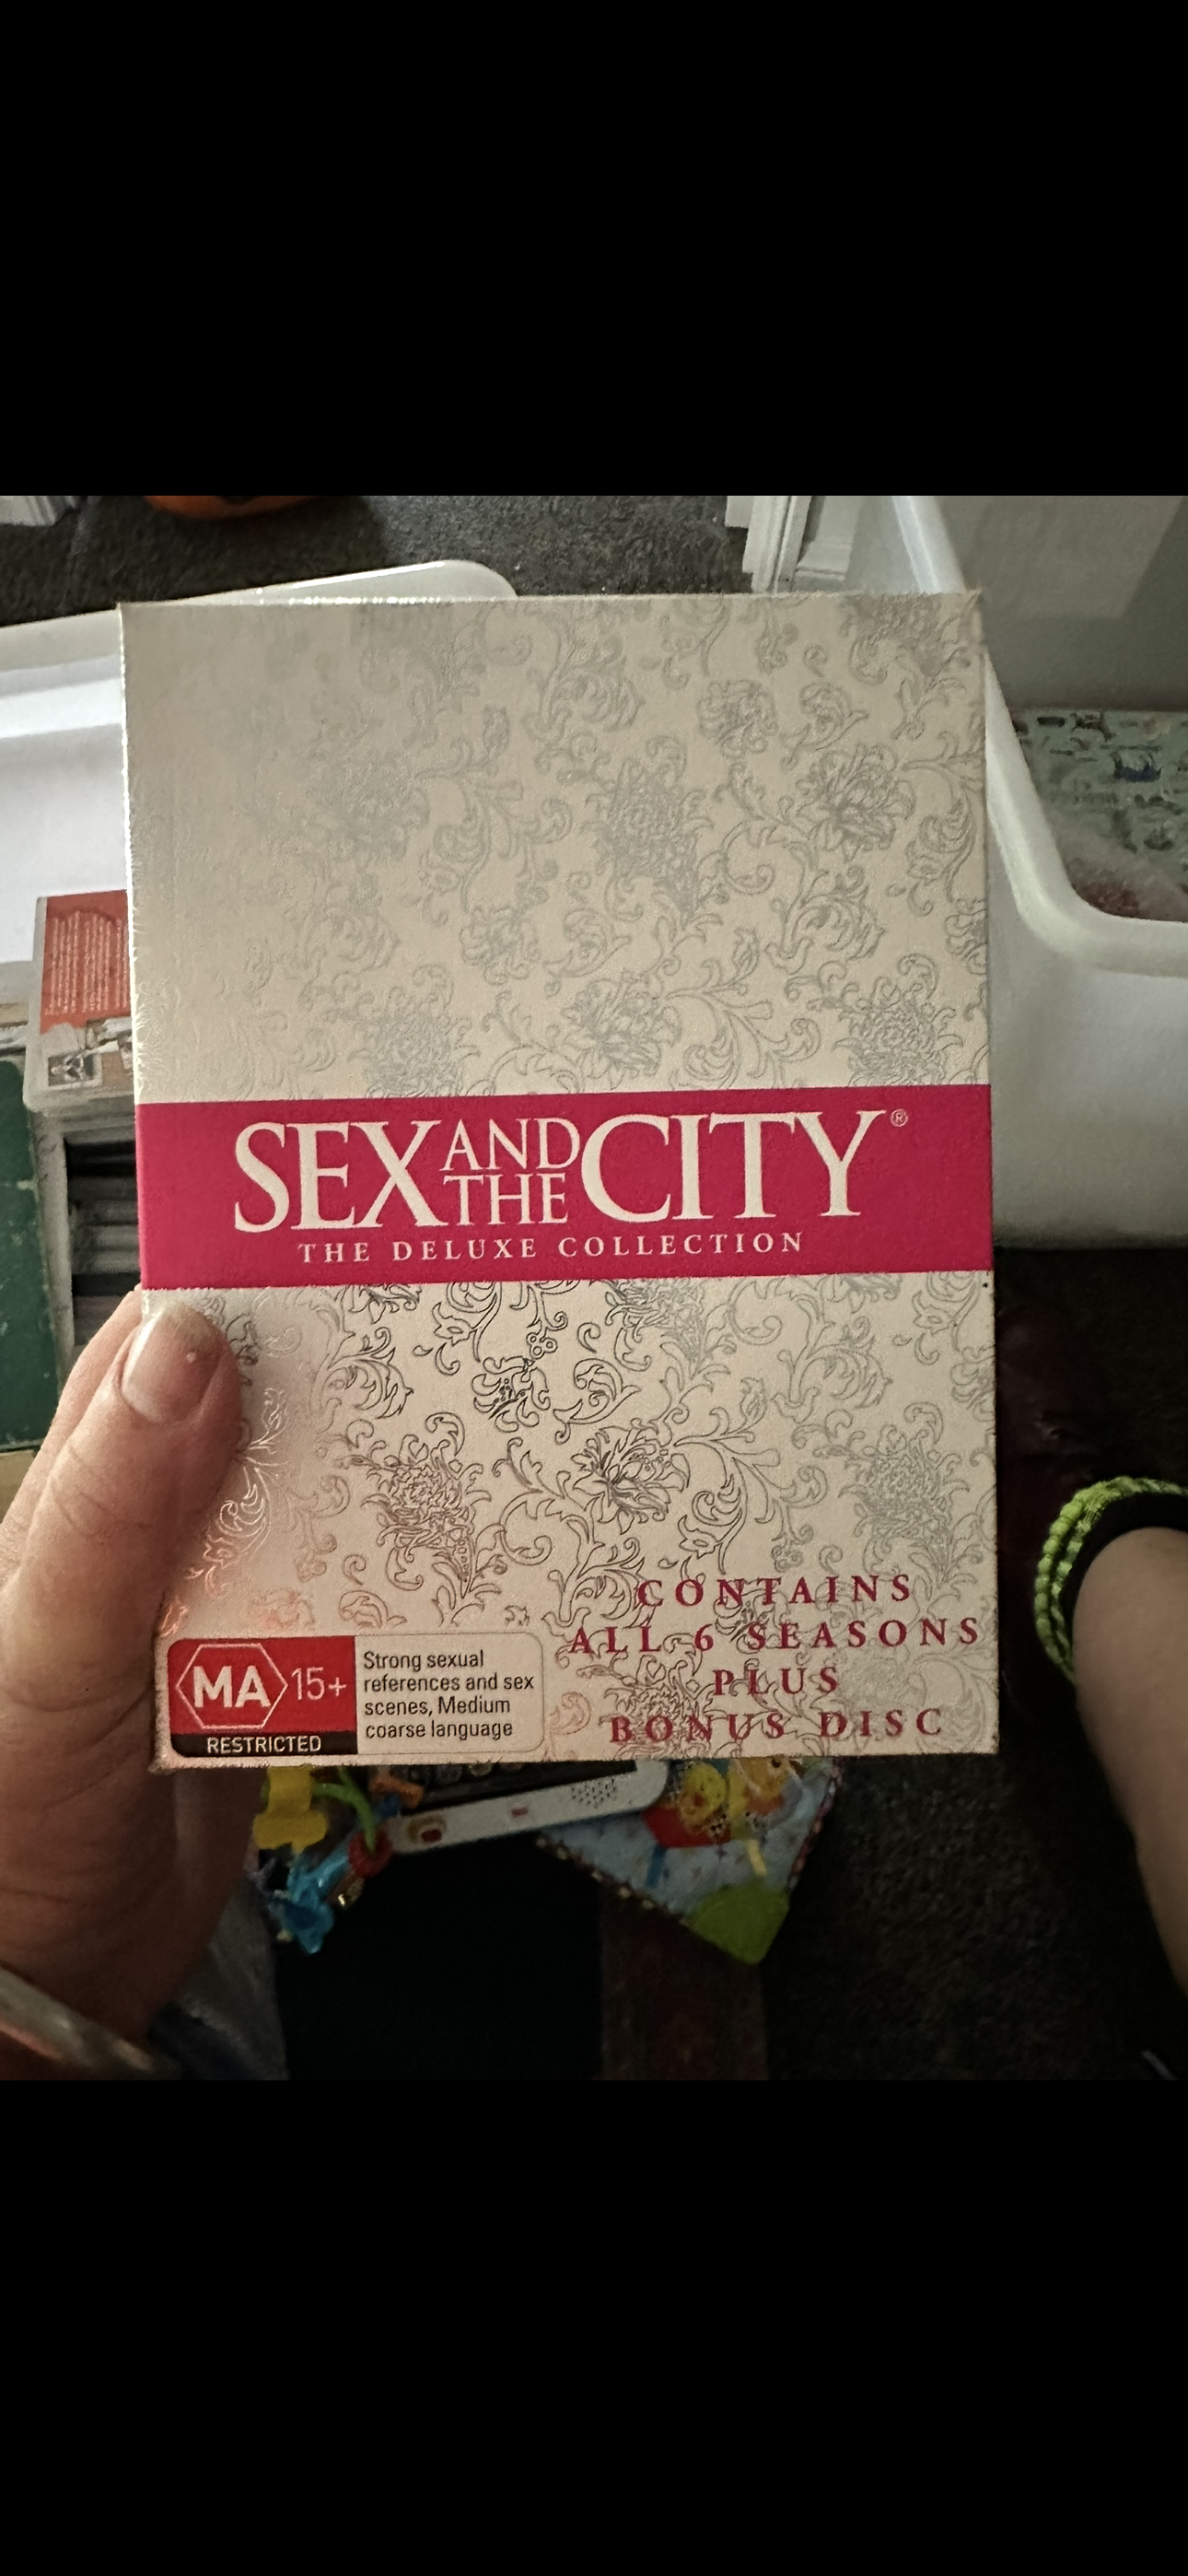 SEX AND THE CITY®
THE DELUXE COLLECTION
CONTAINS
ALL 6 SEASONS
PLUS
BONUS DISC
MA 15+
RESTRICTED
Strong sexual
references and sex
scenes, Medium
coarse language